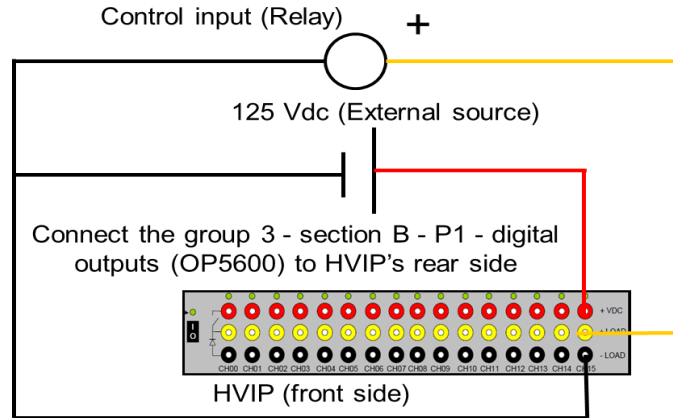 Control input (Relay)
+
125 Vdc (External source)
Connect the group 3 - section B - P1 - digital
outputs (OP5600) to HVIP's rear side
+ VDC
I
O
+ LOAD
- LOAD
CH00 CH01 CH02 CH03 CH04 CH05 CH06 CH07 CH08 CH09 CH10 CH11 CH12 CH13 CH14 CH15
HVIP (front side)